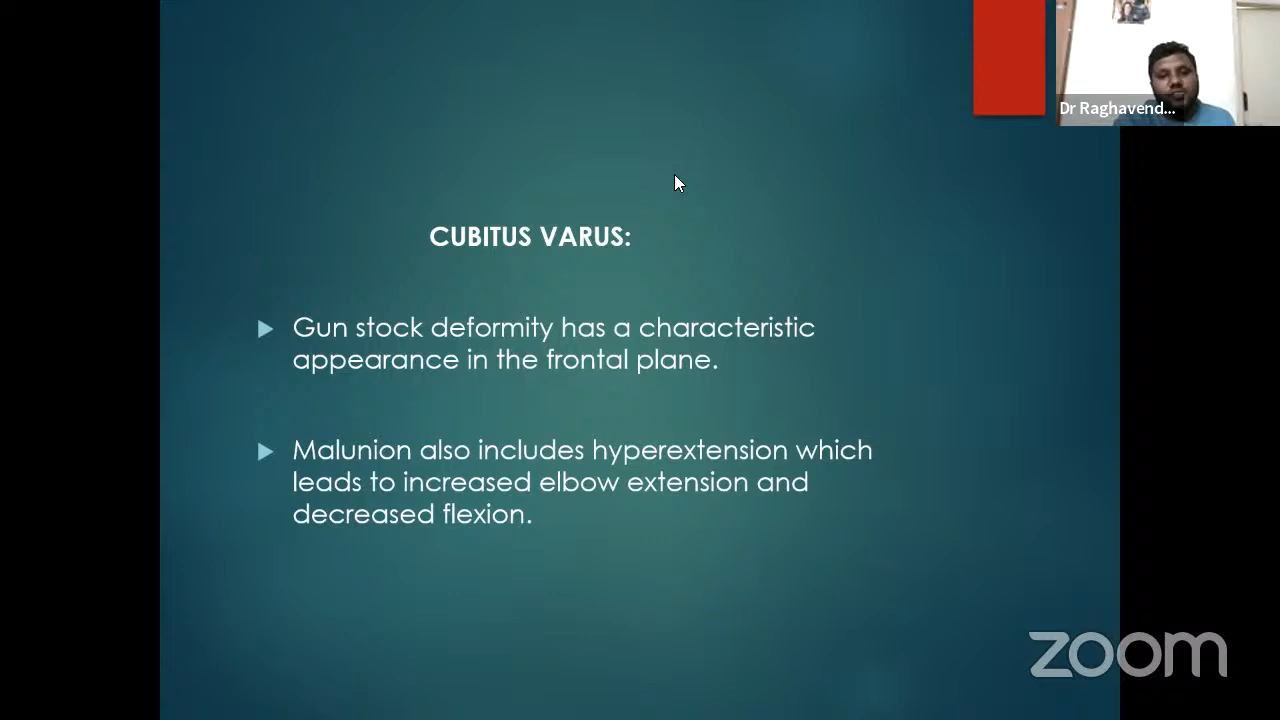 Dr Raghavend...
CUBITUS VARUS:
Gun stock deformity has a characteristic
appearance in the frontal plane.
Malunion also includes hyperextension which
leads to increased elbow extension and
decreased flexion.
zoom